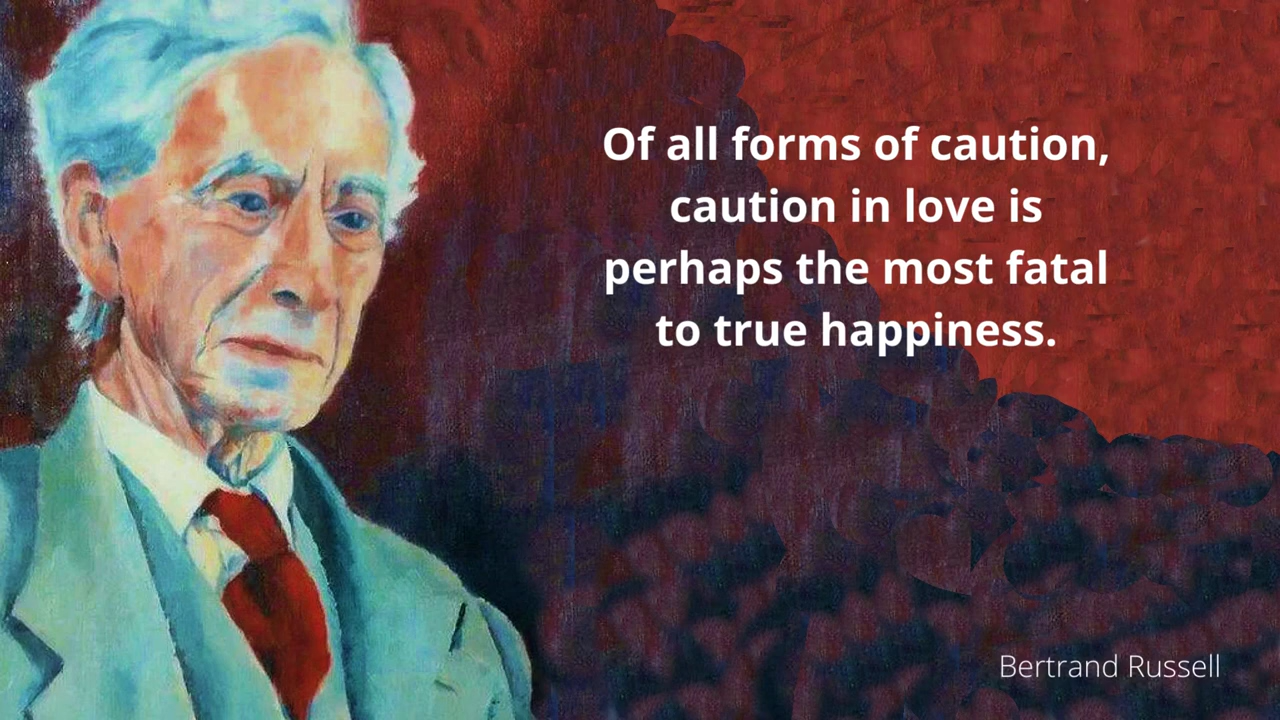 Of all forms of caution,
caution in love is
perhaps the most fatal
to true happiness.
Bertrand Russell